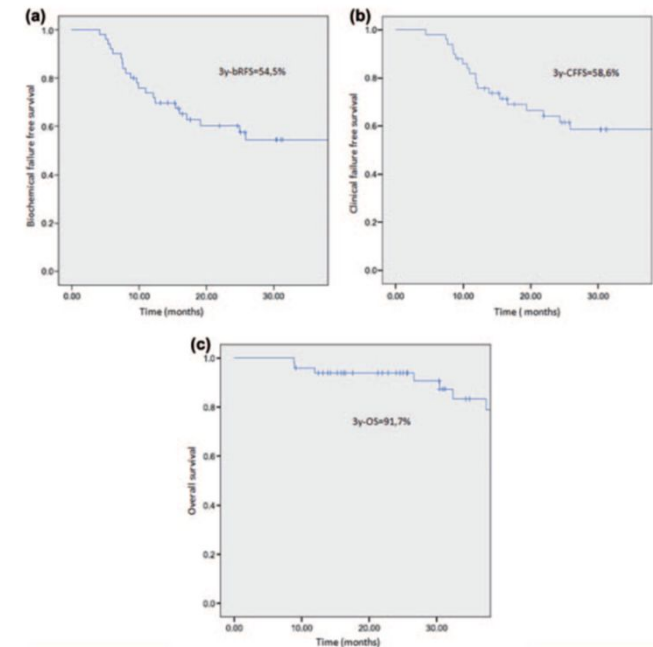 (a)
Biochemical failure free survival
1.0
0.8
0.6
0.4
0.2
0.0
3y-bRFS=54,5%
0.00 10.00 20.00 30.00
Time (months)
(b)
Clinical failure free survival
1.0
0.8
0.6
0.4
0.2
0.0
3y-CFFS=58,6%
0.00 10.00 20.00 30.00
Time ( months)
(c)
Overall survival
1.0
0.8
0.6
0.4
0.2
0.0
3y-OS=91,7%
0.00 10.00 20.00 30.00
Time (months)